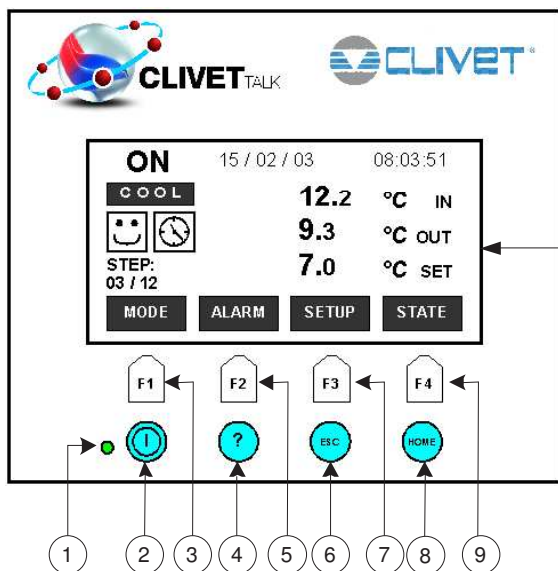 CLIVET TALK
CLIVET®
ON 15 / 02 / 03 08:03:51
COOL 12.2 °C IN
9.3 °C OUT
STEP: 7.0 °C SET
03 / 12
MODE ALARM SETUP STATE
F1 F2 F3 F4
? ESC HOME
1 2 3 4 5 6 7 8 9